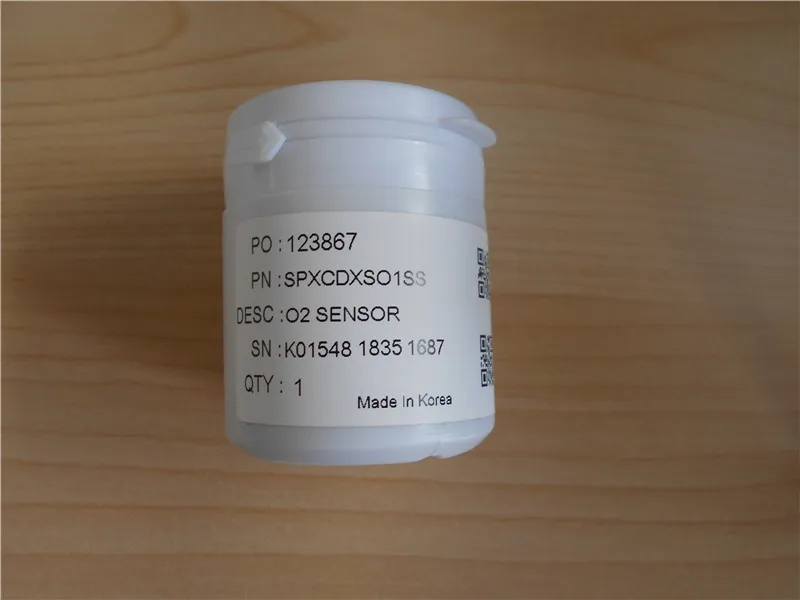 PO : 123867
PN : SPXCDXSO1SS
DESC : O2 SENSOR
SN : K01548 1835 1687
QTY : 1
Made In Korea